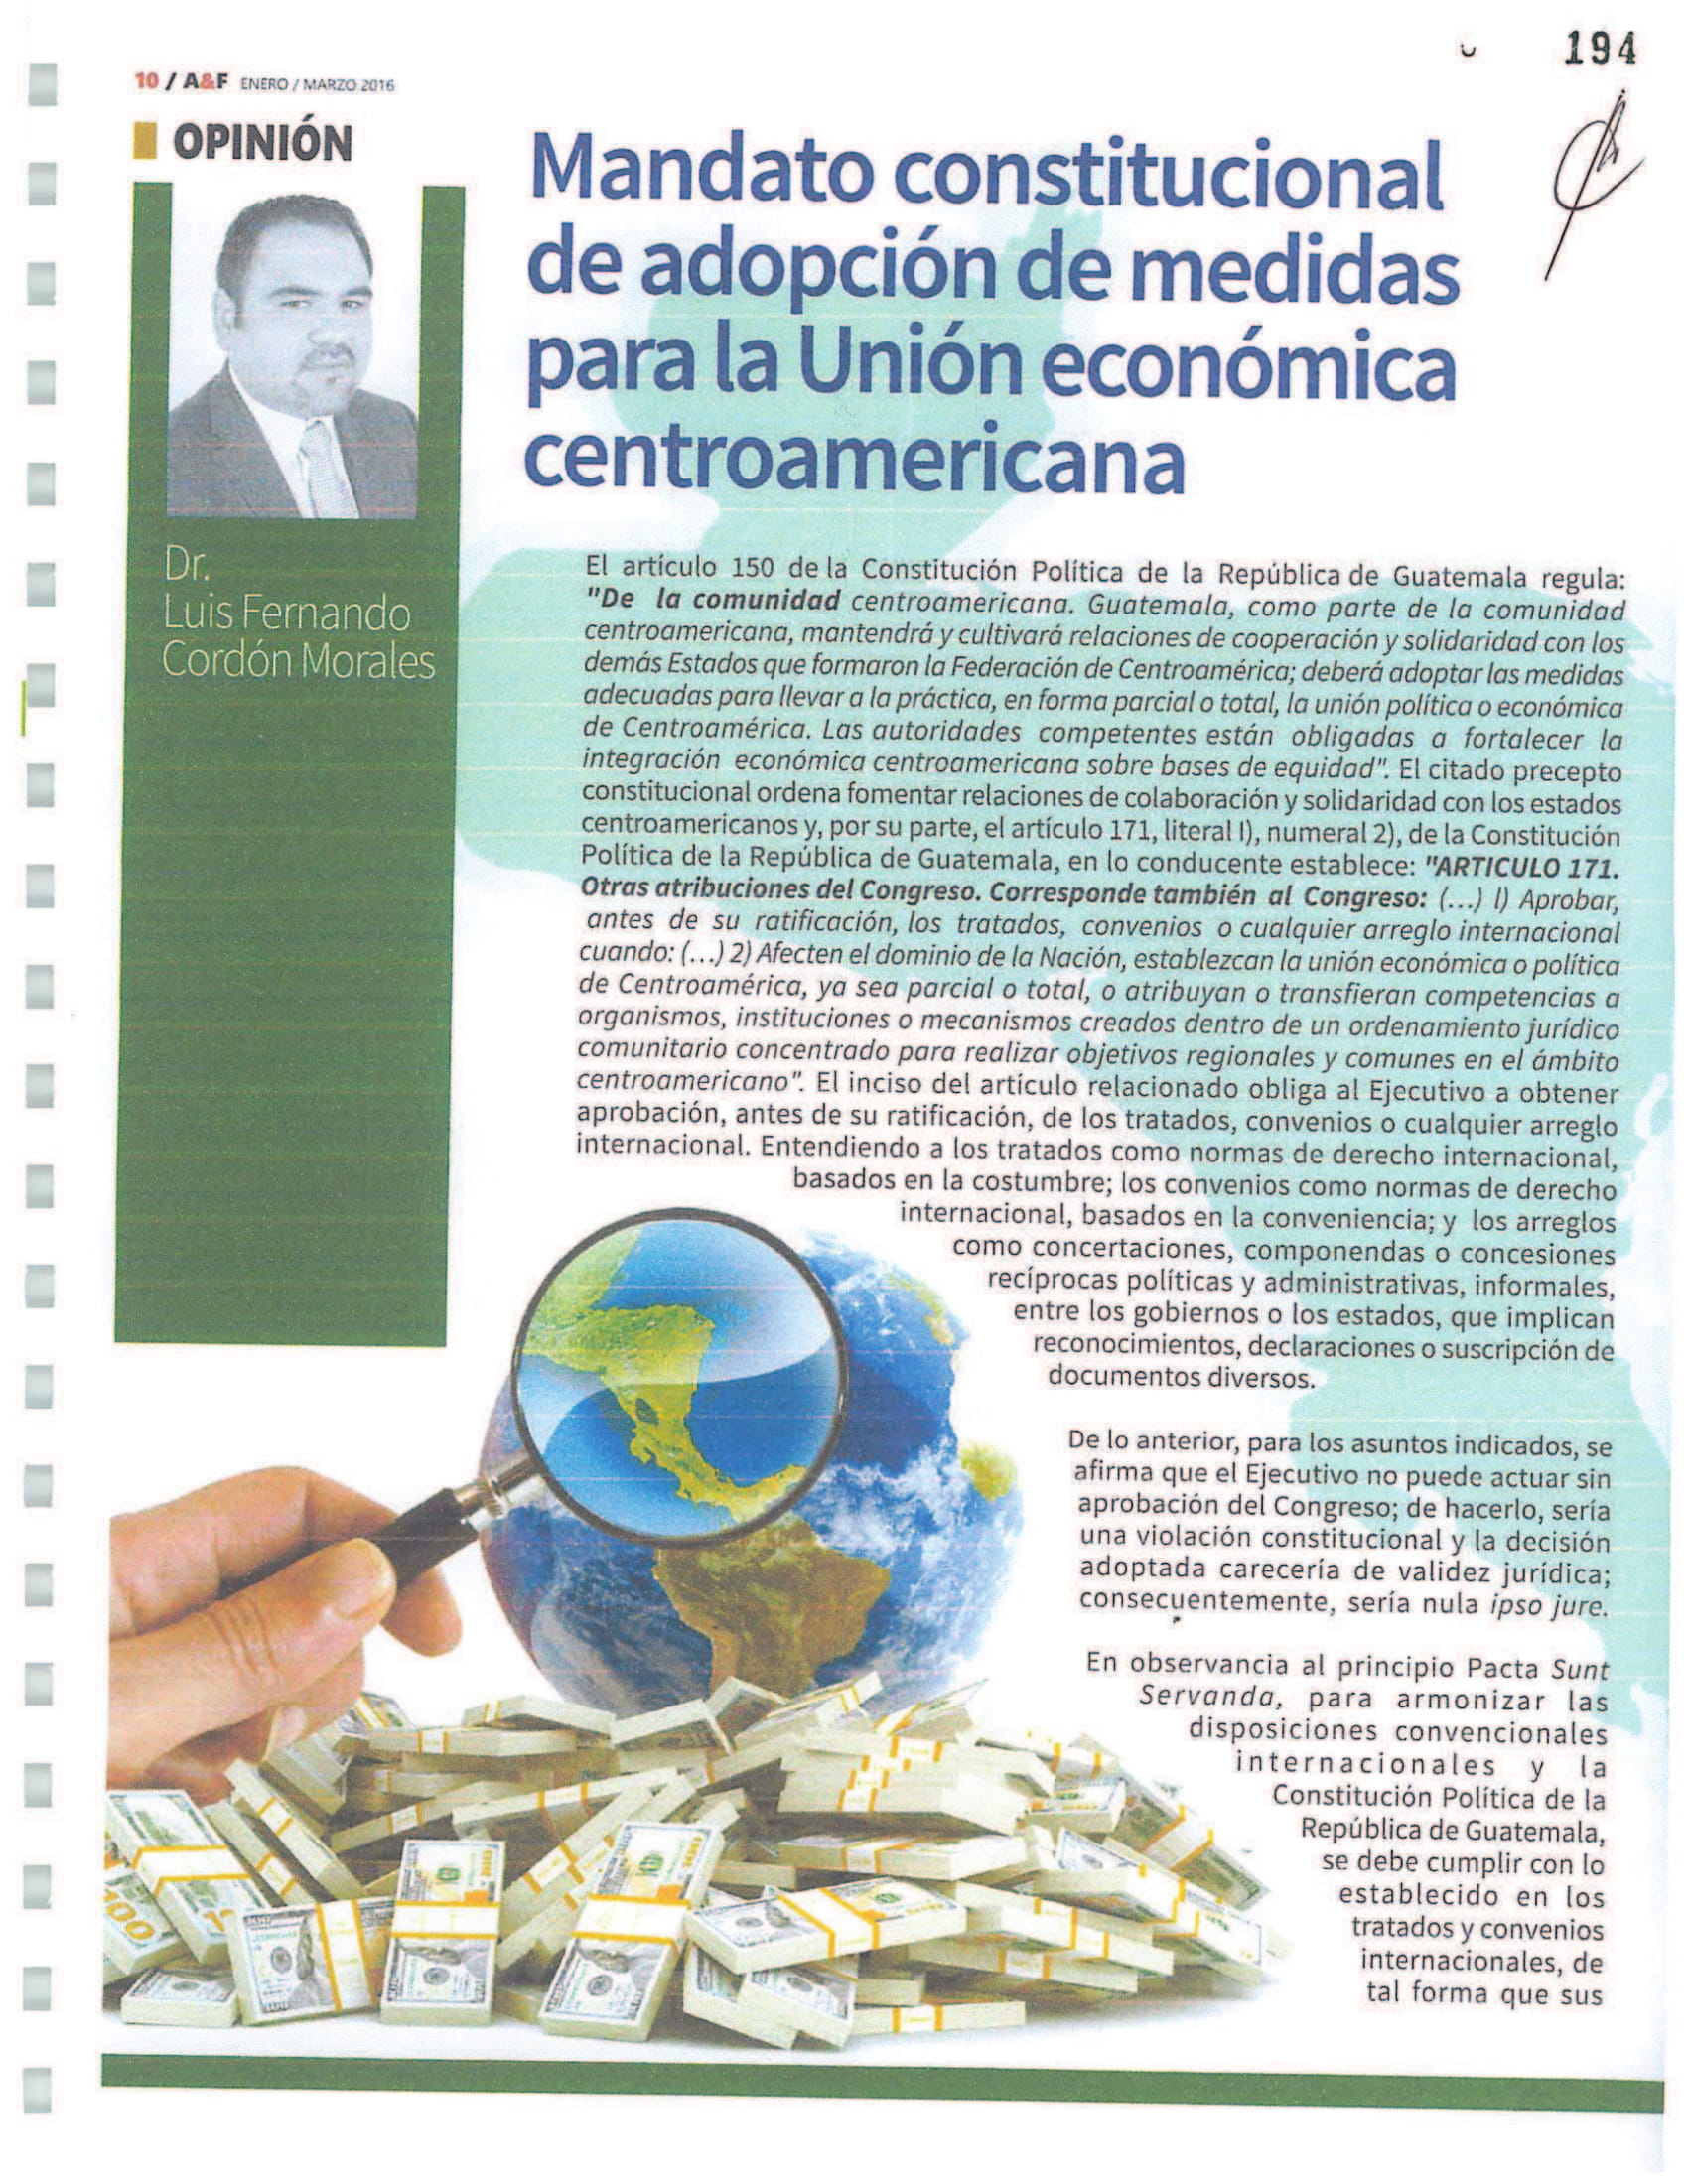 194
10 / A&F ENERO / MARZO 2016
OPINIÓN
Mandato constitucional
de adopción de medidas
para la Unión económica
centroamericana
Dr.
Luis Fernando
Cordón Morales
El artículo 150 de la Constitución Política de la República de Guatemala regula:
"De la comunidad centroamericana. Guatemala, como parte de la comunidad
centroamericana, mantendrá y cultivará relaciones de cooperación y solidaridad con los
demás Estados que formaron la Federación de Centroamérica; deberá adoptar las medidas
adecuadas para llevar a la práctica, en forma parcial o total, la unión política o económica
de Centroamérica. Las autoridades competentes están obligadas a fortalecer la
integración económica centroamericana sobre bases de equidad". El citado precepto
constitucional ordena fomentar relaciones de colaboración y solidaridad con los estados
centroamericanos y, por su parte, el artículo 171, literal l), numeral 2), de la Constitución
Política de la República de Guatemala, en lo conducente establece: "ARTICULO 171.
Otras atribuciones del Congreso. Corresponde también al Congreso: (...) l) Aprobar,
antes de su ratificación, los tratados, convenios o cualquier arreglo internacional
cuando: (...) 2) Afecten el dominio de la Nación, establezcan la unión económica o política
de Centroamérica, ya sea parcial o total, o atribuyan o transfieran competencias a
organismos, instituciones o mecanismos creados dentro de un ordenamiento jurídico
comunitario concentrado para realizar objetivos regionales y comunes en el ámbito
centroamericano". El inciso del artículo relacionado obliga al Ejecutivo a obtener
aprobación, antes de su ratificación, de los tratados, convenios o cualquier arreglo
internacional. Entendiendo a los tratados como normas de derecho internacional,
basados en la costumbre; los convenios como normas de derecho
internacional, basados en la conveniencia; y los arreglos
como concertaciones, componendas o concesiones
recíprocas políticas y administrativas, informales,
entre los gobiernos o los estados, que implican
reconocimientos, declaraciones o suscripción de
documentos diversos.
De lo anterior, para los asuntos indicados, se
afirma que el Ejecutivo no puede actuar sin
aprobación del Congreso; de hacerlo, sería
una violación constitucional y la decisión
adoptada carecería de validez jurídica;
consecuentemente, sería nula ipso jure.
En observancia al principio Pacta Sunt
Servanda, para armonizar las
disposiciones convencionales
internacionales y la
Constitución Política de la
República de Guatemala,
se debe cumplir con lo
establecido en los
tratados y convenios
internacionales, de
tal forma que sus
100